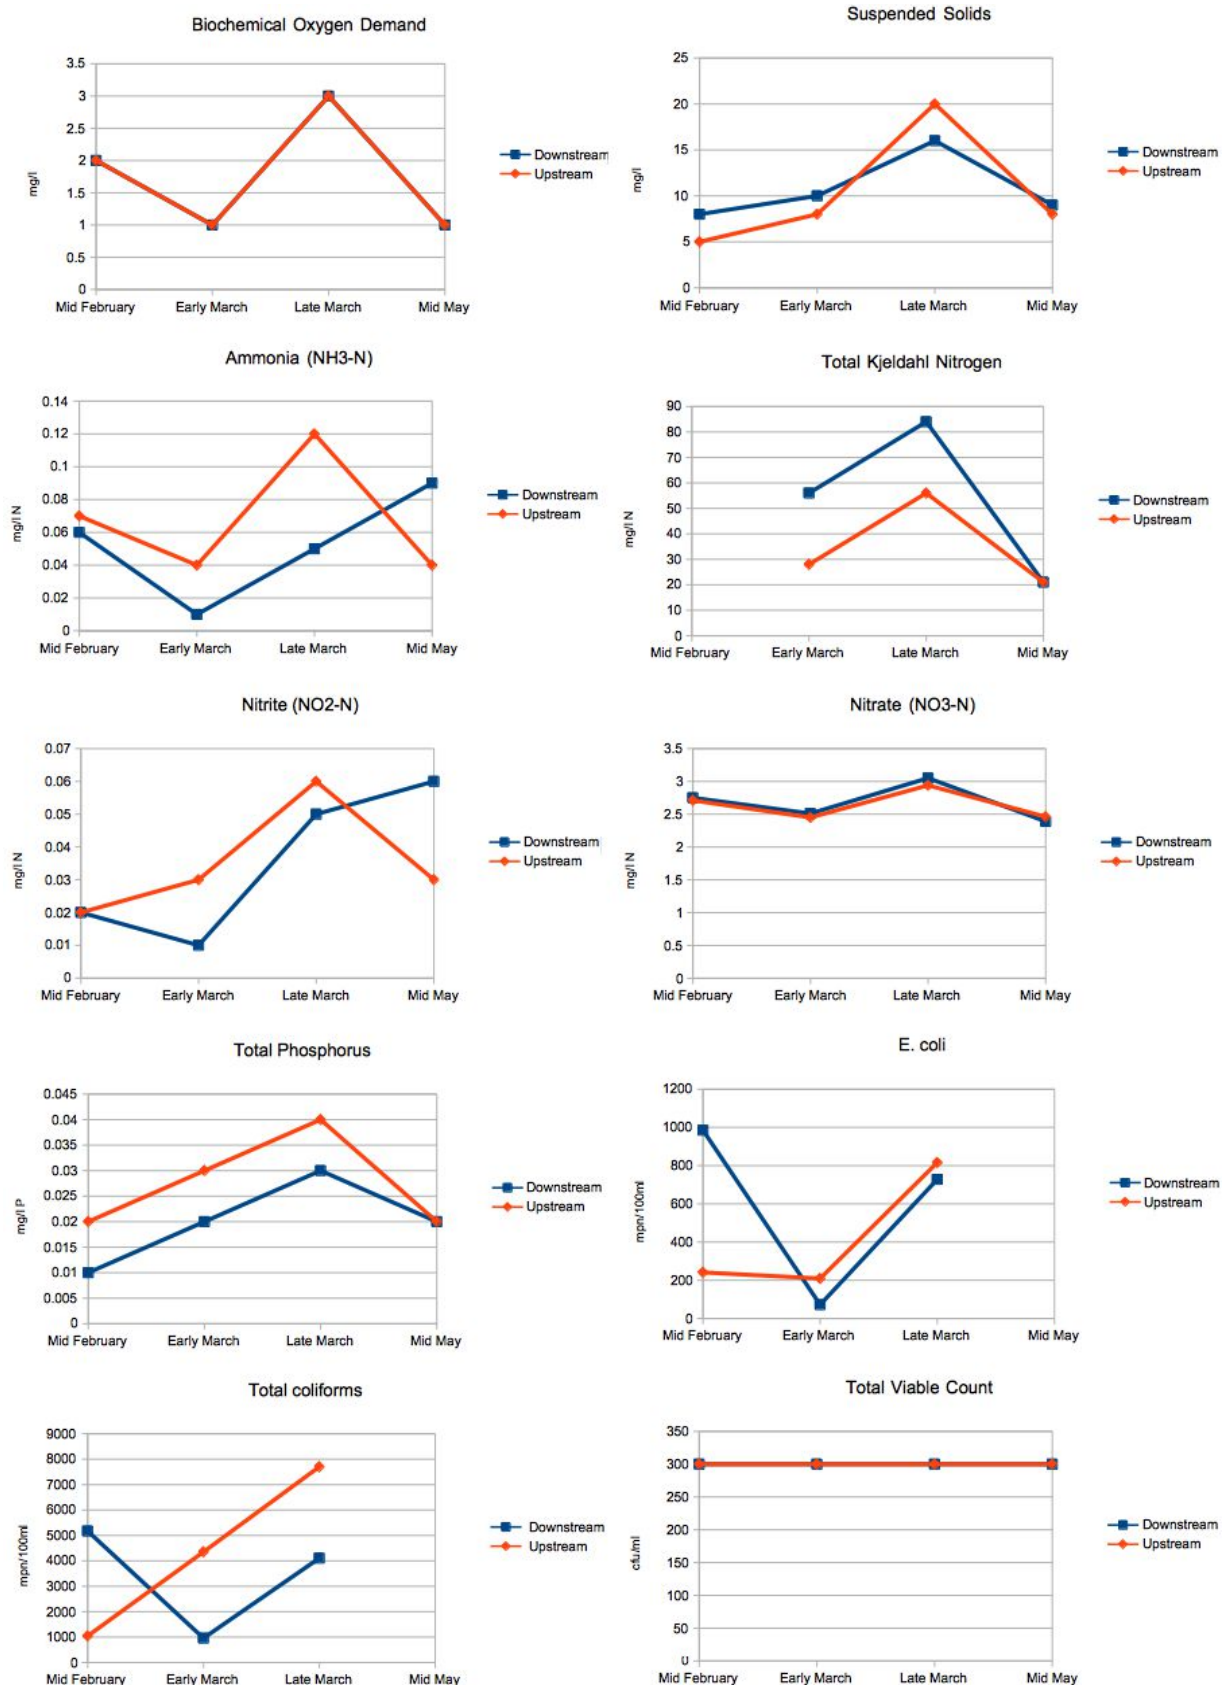 Biochemical Oxygen Demand
3.5
3
2.5
2
1.5
1
0.5
0
mg/l
Mid February Early March Late March Mid May
Downstream
Upstream
Suspended Solids
25
20
15
10
5
0
mg/l
Mid February Early March Late March Mid May
Downstream
Upstream
Ammonia (NH3-N)
0.14
0.12
0.1
0.08
0.06
0.04
0.02
0
mg/l N
Mid February Early March Late March Mid May
Downstream
Upstream
Total Kjeldahl Nitrogen
90
80
70
60
50
40
30
20
10
0
mg/l N
Mid February Early March Late March Mid May
Downstream
Upstream
Nitrite (NO2-N)
0.07
0.06
0.05
0.04
0.03
0.02
0.01
0
mg/l N
Mid February Early March Late March Mid May
Downstream
Upstream
Nitrate (NO3-N)
3.5
3
2.5
2
1.5
1
0.5
0
mg/l N
Mid February Early March Late March Mid May
Downstream
Upstream
Total Phosphorus
0.045
0.04
0.035
0.03
0.025
0.02
0.015
0.01
0.005
0
mg/l P
Mid February Early March Late March Mid May
Downstream
Upstream
E. coli
1200
1000
800
600
400
200
0
mpn/100ml
Mid February Early March Late March Mid May
Downstream
Upstream
Total coliforms
9000
8000
7000
6000
5000
4000
3000
2000
1000
0
mpn/100ml
Mid February Early March Late March Mid May
Downstream
Upstream
Total Viable Count
350
300
250
200
150
100
50
0
cfu/ml
Mid February Early March Late March Mid May
Downstream
Upstream